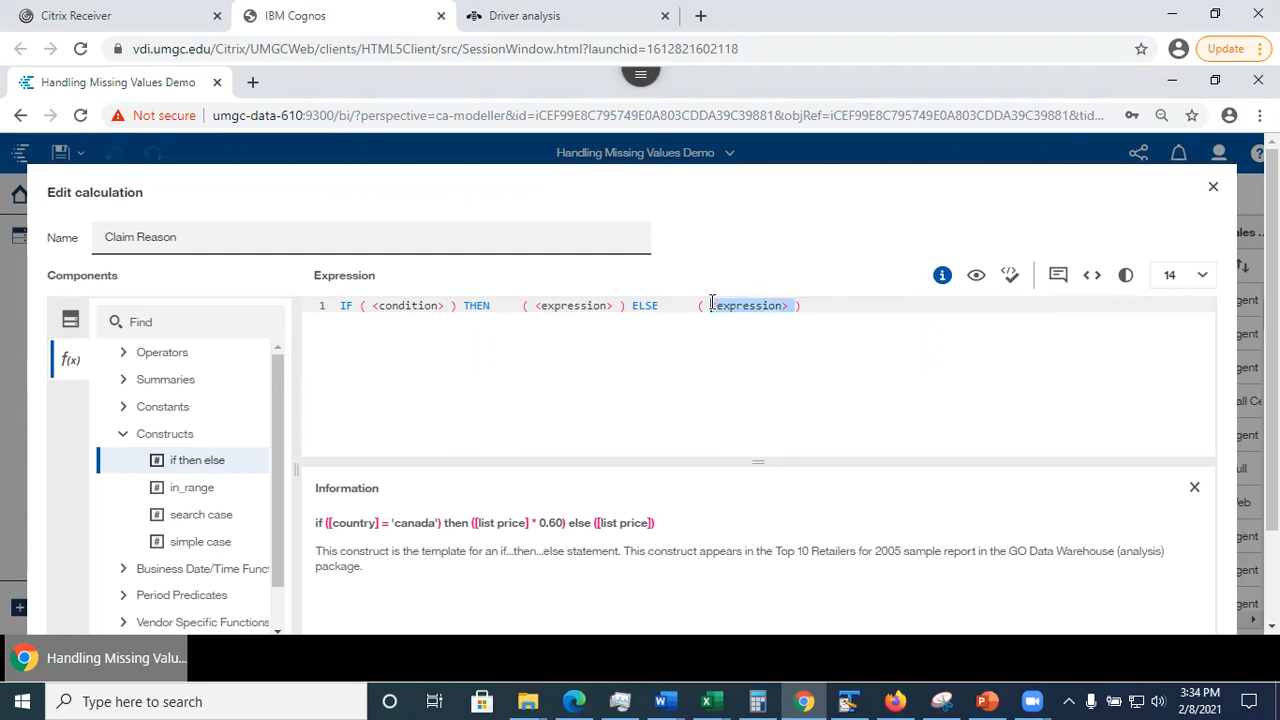 Citrix Receiver
IBM Cognos
Driver analysis
vdi.umgc.edu/Citrix/UMGCWeb/clients/HTML5Client/src/SessionWindow.html?launchid=1612821602118
Update
Handling Missing Values Demo
Not secure
umgc-data-610:9300/bi/?perspective=ca-modeller&id=iCEF99E8C795749E0A803CDDA39C39881&objRef=iCEF99E8C795749E0A803CDDA39C39881&tid...
Handling Missing Values Demo
Edit calculation
Name
Claim Reason
Components
Expression
14
1
IF ( <condition> ) THEN ( <expression> ) ELSE ( <expression> )
Find
f(x)
Operators
Summaries
Constants
Constructs
# if then else
# in_range
# search case
# simple case
Business Date/Time Funct
Period Predicates
Vendor Specific Functions
Information
if ([country] = 'canada') then ([list price] * 0.60) else ([list price])
This construct is the template for an if...then...else statement. This construct appears in the Top 10 Retailers for 2005 sample report in the GO Data Warehouse (analysis)
package.
Handling Missing Valu...
Type here to search
3:34 PM
2/8/2021